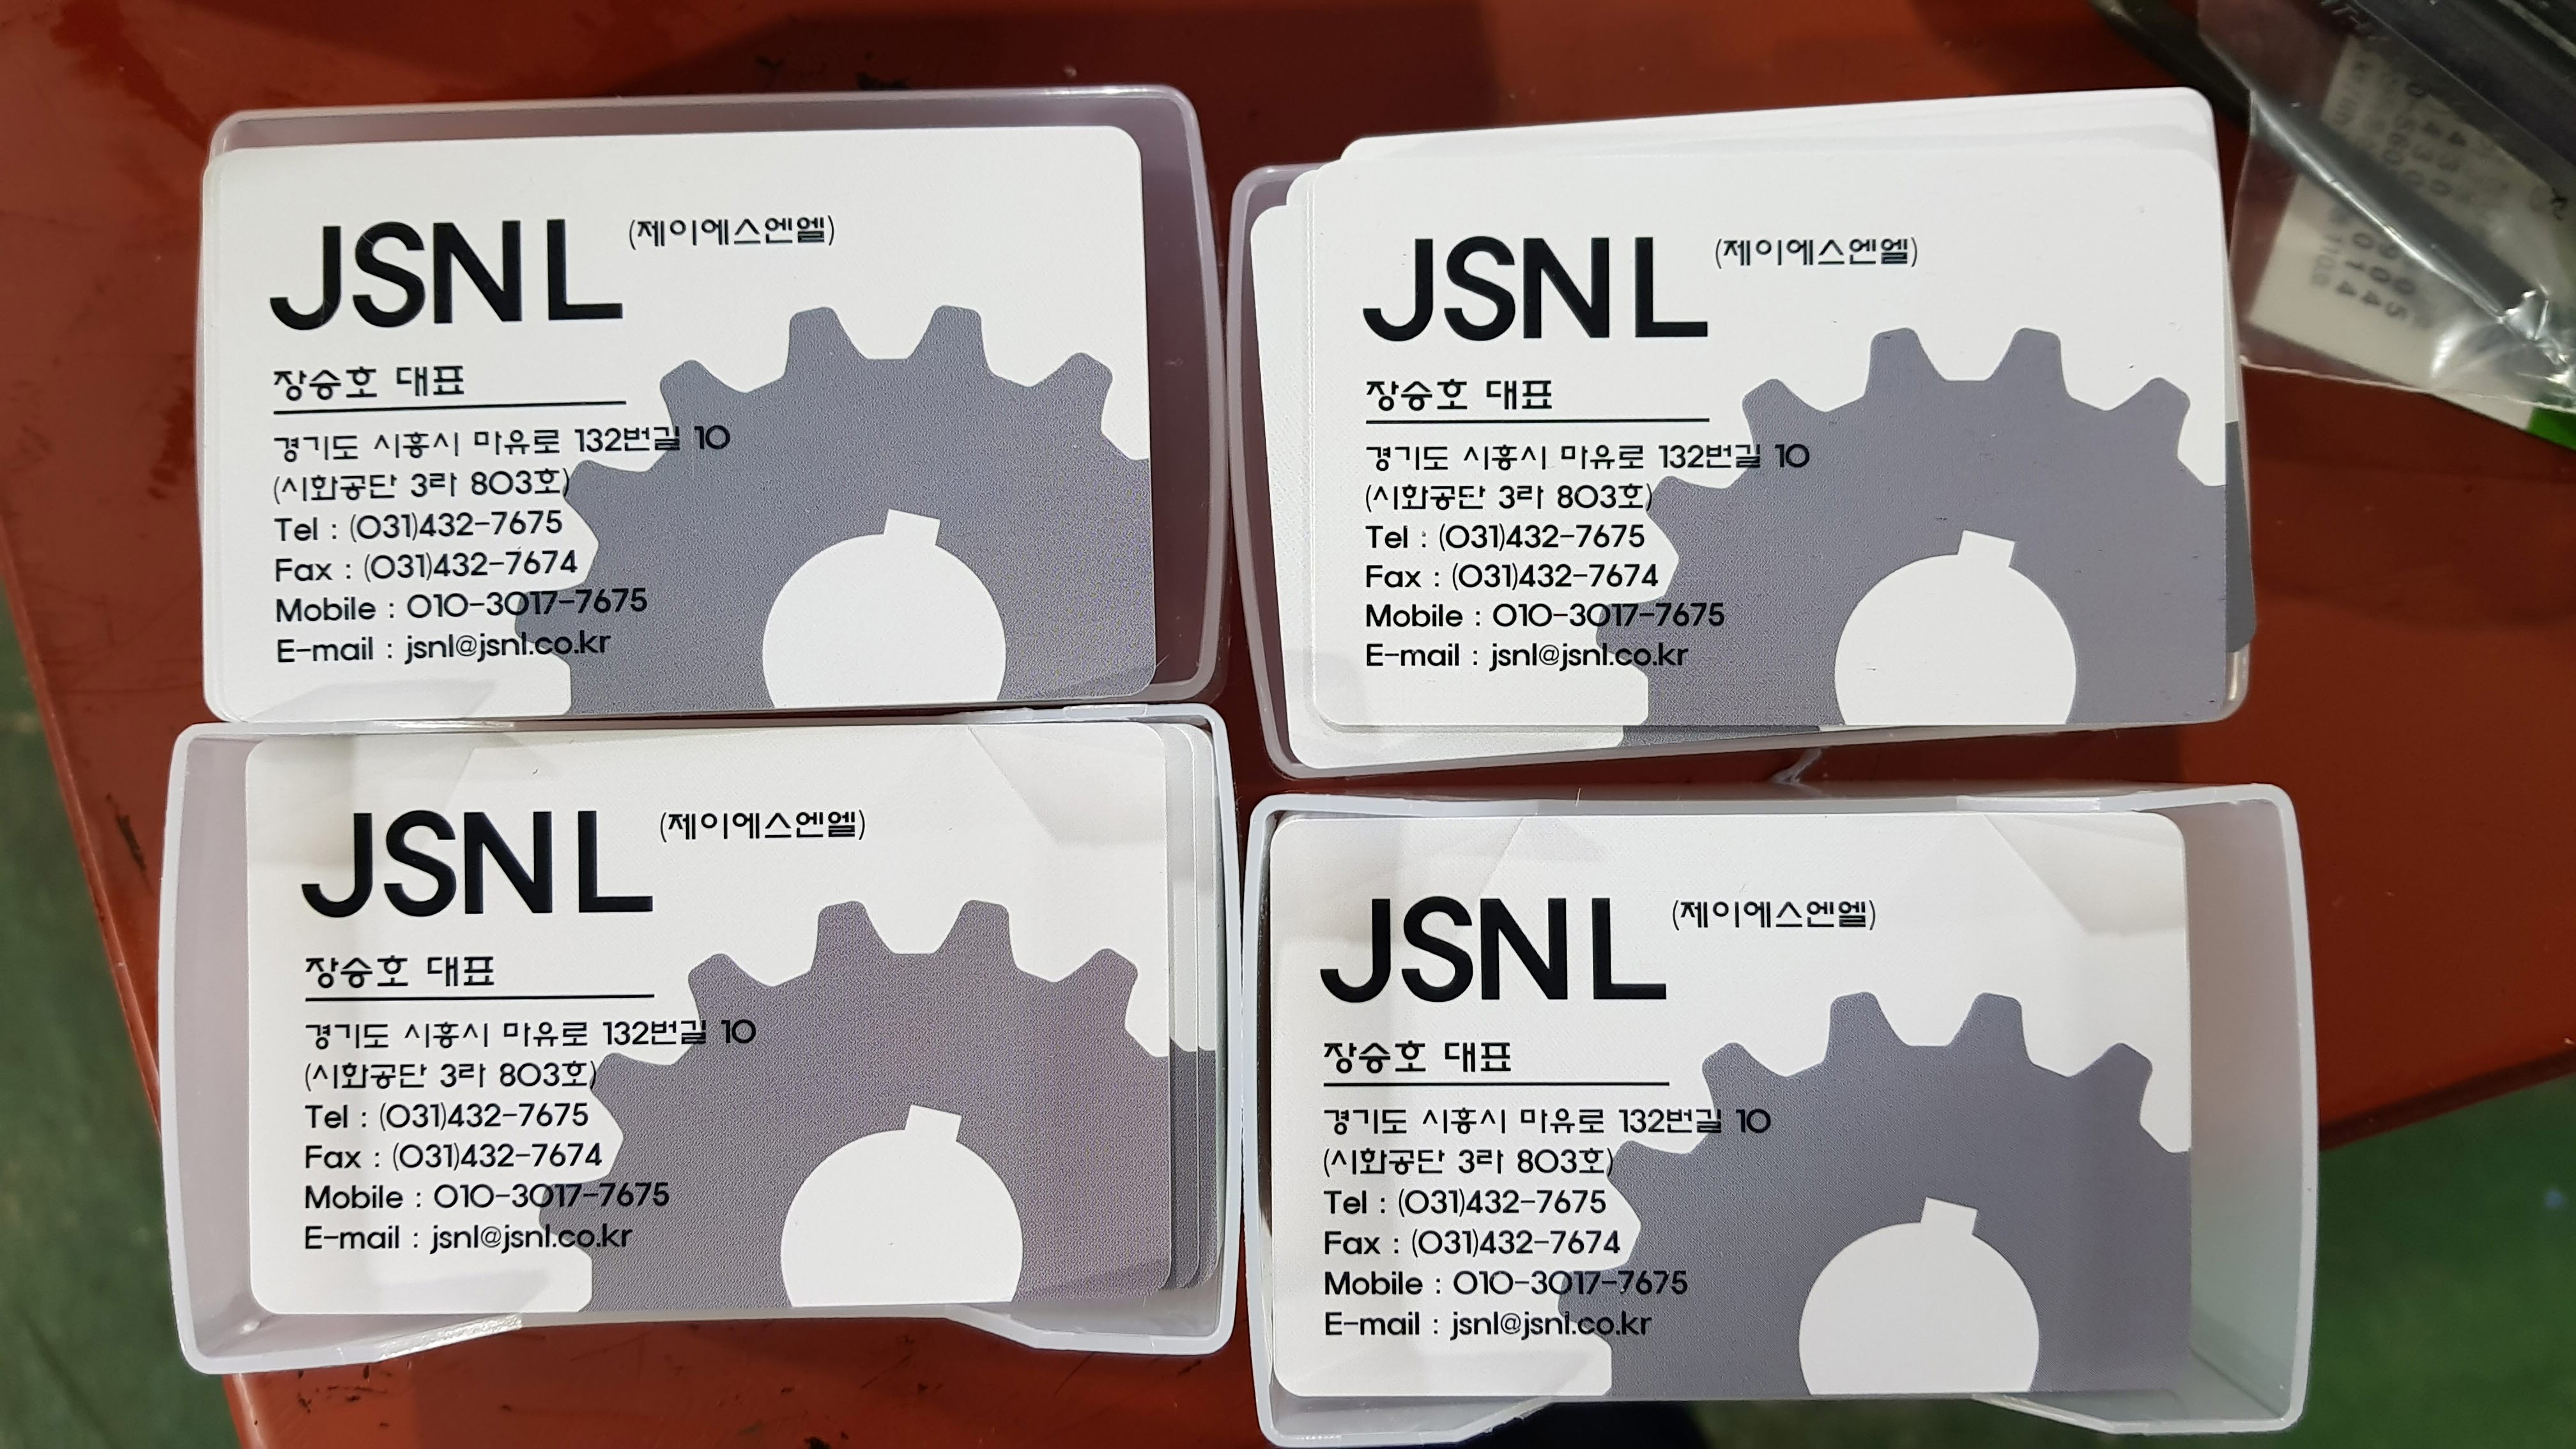 JSNL (제이에스엔엘)
장승호 대표
경기도 시흥시 마유로 132번길 10
(시화공단 3라 803호)
Tel : (031)432-7675
Fax : (031)432-7674
Mobile : 010-3017-7675
E-mail : jsnl@jsnl.co.kr
JSNL (제이에스엔엘)
장승호 대표
경기도 시흥시 마유로 132번길 10
(시화공단 3라 803호)
Tel : (031)432-7675
Fax : (031)432-7674
Mobile : 010-3017-7675
E-mail : jsnl@jsnl.co.kr
JSNL (제이에스엔엘)
장승호 대표
경기도 시흥시 마유로 132번길 10
(시화공단 3라 803호)
Tel : (031)432-7675
Fax : (031)432-7674
Mobile : 010-3017-7675
E-mail : jsnl@jsnl.co.kr
JSNL (제이에스엔엘)
장승호 대표
경기도 시흥시 마유로 132번길 10
(시화공단 3라 803호)
Tel : (031)432-7675
Fax : (031)432-7674
Mobile : 010-3017-7675
E-mail : jsnl@jsnl.co.kr